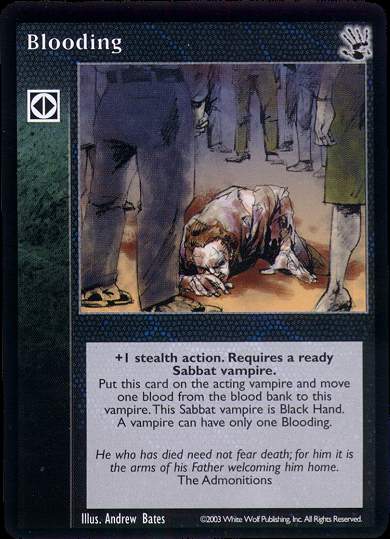 Blooding
+1 stealth action. Requires a ready
Sabbat vampire.
Put this card on the acting vampire and move
one blood from the blood bank to this
vampire. This Sabbat vampire is Black Hand.
A vampire can have only one Blooding.
He who has died need not fear death; for him it is
the arms of his Father welcoming him home.
The Admonitions
Illus. Andrew Bates
©2003 White Wolf Publishing, Inc. All Rights Reserved.